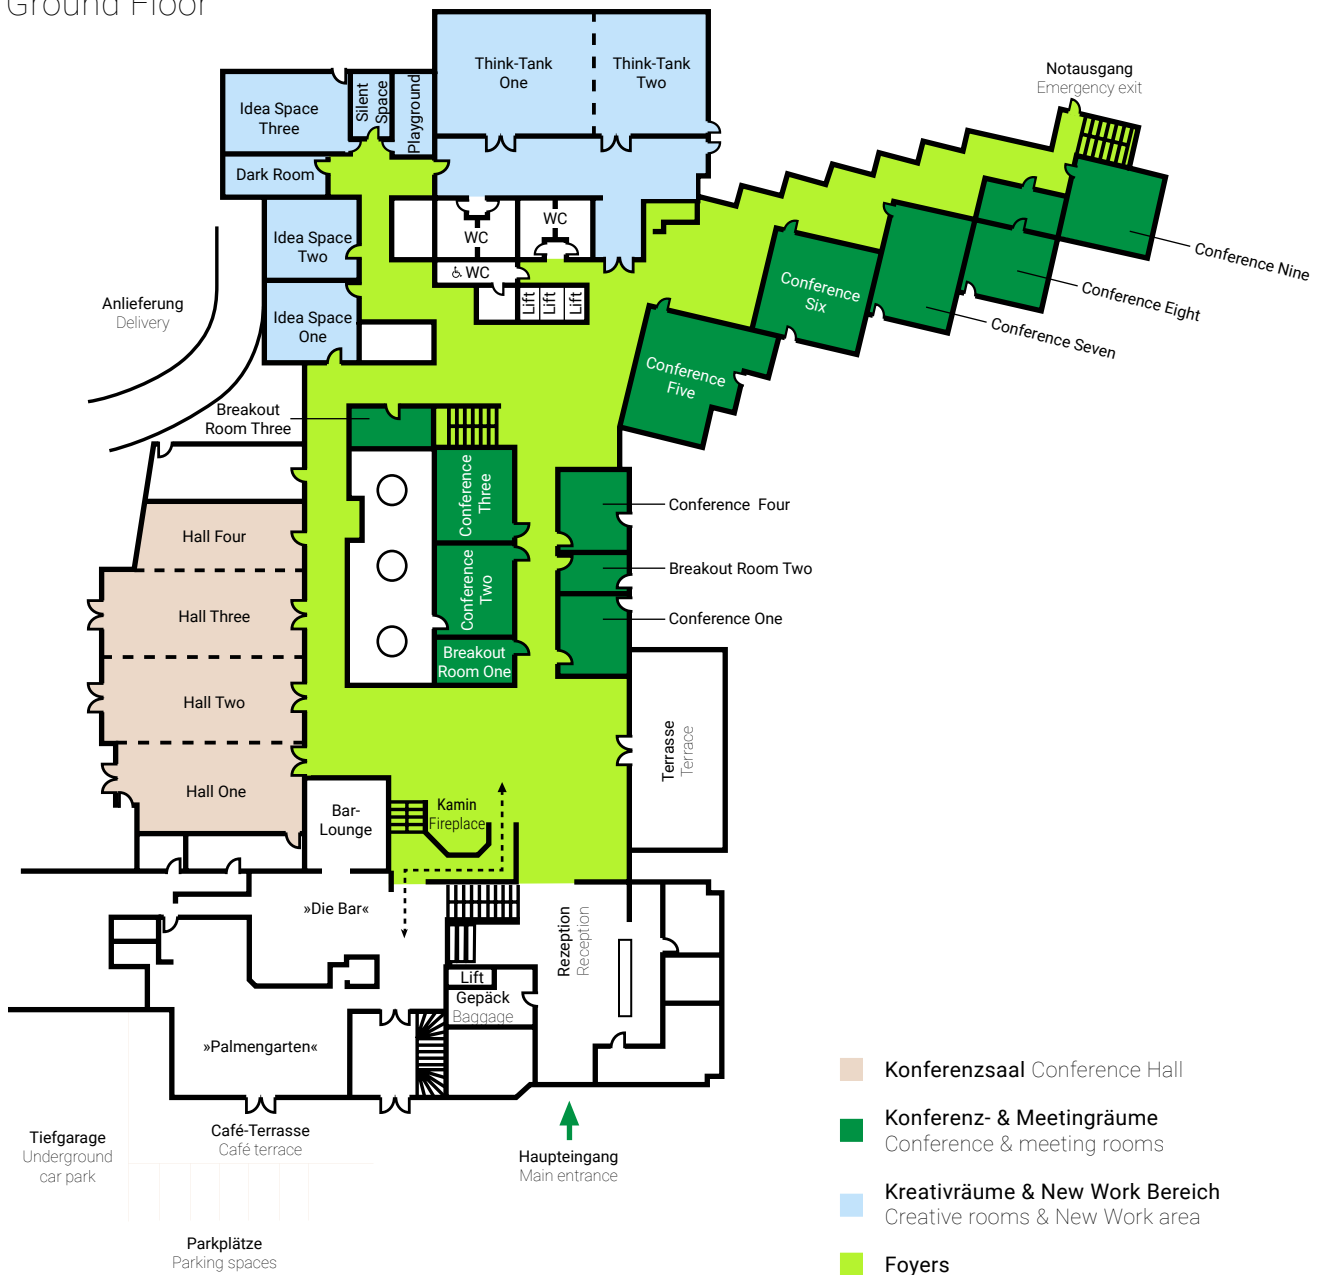 Ground Floor
Think-Tank
One
Think-Tank
Two
Notausgang
Emergency exit
Idea Space
Three
Silent
Space
Playground
Dark Room
WC
WC
WC
Idea Space
Two
Lift
Lift
Lift
Idea Space
One
Anlieferung
Delivery
Conference Nine
Conference Eight
Conference Seven
Conference
Six
Conference
Five
Breakout
Room Three
Conference
Three
Conference Four
Hall Four
Breakout Room Two
Conference
Two
Hall Three
Conference One
Breakout
Room One
Hall Two
Terrasse
Terrace
Hall One
Bar-
Lounge
Kamin
Fireplace
»Die Bar«
Rezeption
Reception
Lift
Gepäck
Baggage
»Palmengarten«
Café-Terrasse
Café terrace
Tiefgarage
Underground
car park
Haupteingang
Main entrance
Parkplätze
Parking spaces
Konferenzsaal Conference Hall
Konferenz- & Meetingräume
Conference & meeting rooms
Kreativräume & New Work Bereich
Creative rooms & New Work area
Foyers